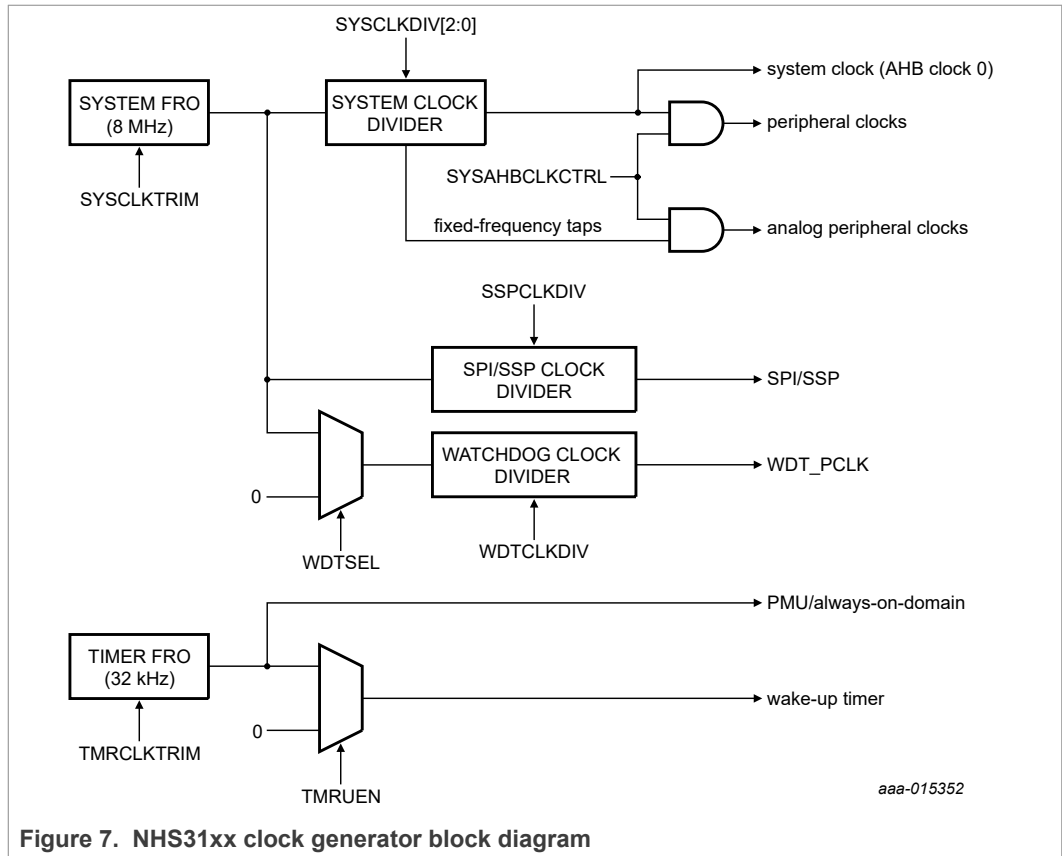 SYSCLKDIV[2:0]
system clock (AHB clock 0)
SYSTEM FRO
(8 MHz)
SYSTEM CLOCK
DIVIDER
peripheral clocks
SYSCLKTRIM
SYSAHBCLKCTRL
fixed-frequency taps
analog peripheral clocks
SSPCLKDIV
SPI/SSP CLOCK
DIVIDER
SPI/SSP
WATCHDOG CLOCK
DIVIDER
WDT_PCLK
0
WDTSEL
WDTCLKDIV
PMU/always-on-domain
TIMER FRO
(32 kHz)
wake-up timer
0
TMRCLKTRIM
TMRUEN
aaa-015352
Figure 7. NHS31xx clock generator block diagram